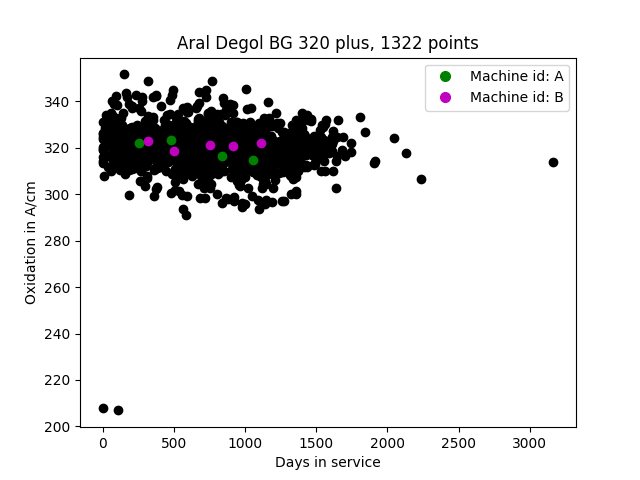 Aral Degol BG 320 plus, 1322 points
Machine id: A
Machine id: B
Oxidation in A/cm
340
320
300
280
260
240
220
200
0 500 1000 1500 2000 2500 3000
Days in service